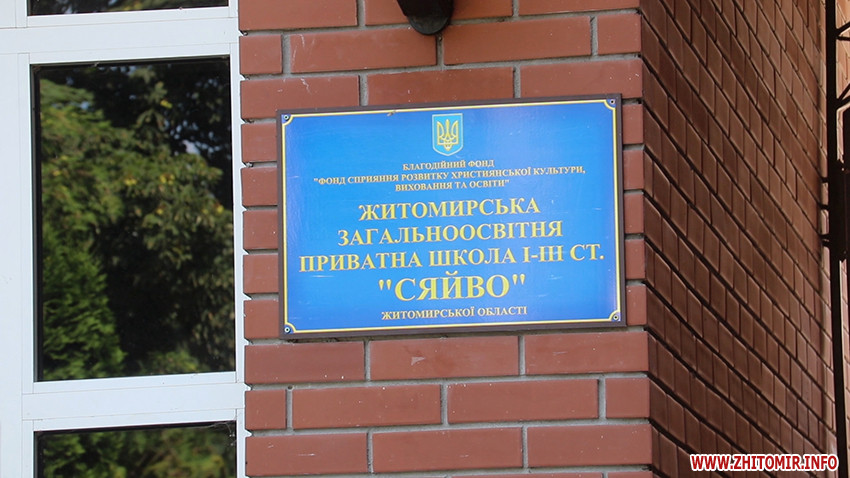 БЛАГОДІЙНИЙ ФОНД
"ФОНД СПРИЯННЯ РОЗВИТКУ ХРИСТИЯНСЬКОЇ КУЛЬТУРИ,
ВИХОВАННЯ ТА ОСВІТИ"
ЖИТОМИРСЬКА
ЗАГАЛЬНООСВІТНЯ
ПРИВАТНА ШКОЛА І-ІІІ СТ.
"СЯЙВО"
ЖИТОМИРСЬКОЇ ОБЛАСТІ
WWW.ZHITOMIR.INFO